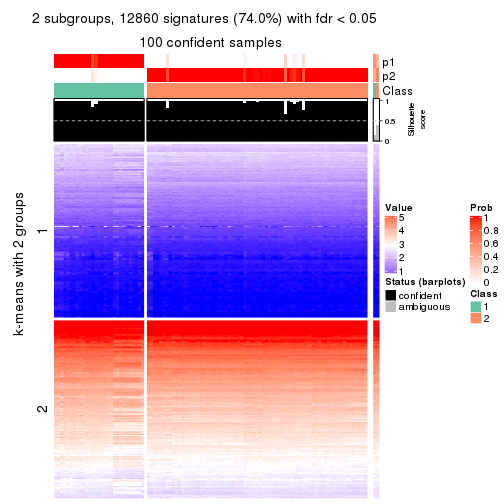 2 subgroups, 12860 signatures (74.0%) with fdr < 0.05
100 confident samples
p1
p2
Class
1
0.5
0
Silhouette
score
k-means with 2 groups
1
2
Value
5
4
3
2
1
Status (barplots)
confident
ambiguous
Prob
1
0.8
0.6
0.4
0.2
0
Class
1
2